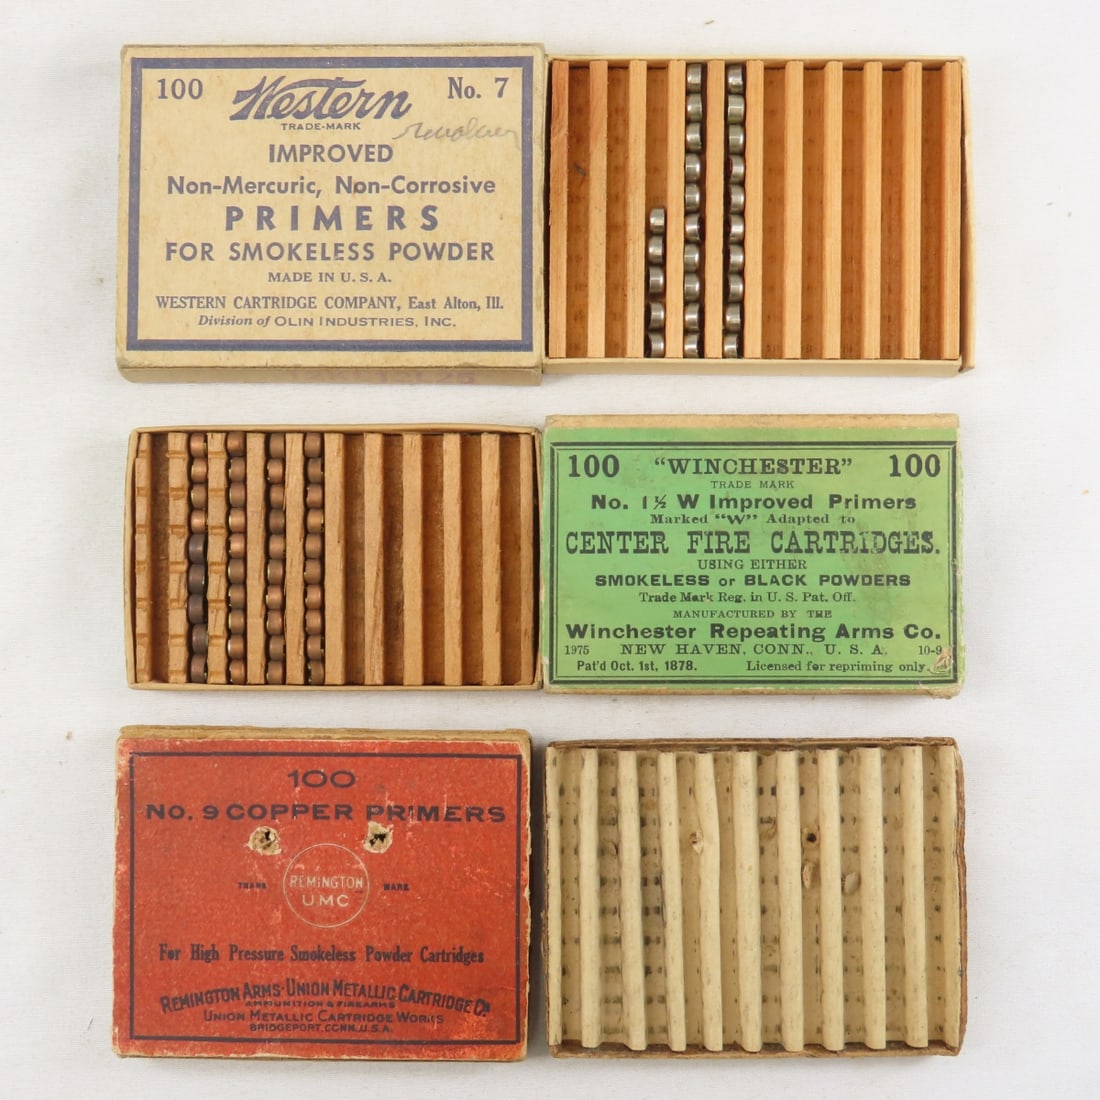 100 Western No. 7
TRADE-MARK
revolver
IMPROVED
Non-Mercuric, Non-Corrosive
PRIMERS
FOR SMOKELESS POWDER
MADE IN U. S. A.
WESTERN CARTRIDGE COMPANY, East Alton, Ill.
Division of OLIN INDUSTRIES, INC.
100 "WINCHESTER" 100
TRADE MARK
No. 1½ W Improved Primers
Marked "W" Adapted to
CENTER FIRE CARTRIDGES.
USING EITHER
SMOKELESS or BLACK POWDERS
Trade Mark Reg. in U. S. Pat. Off.
MANUFACTURED BY THE
Winchester Repeating Arms Co.
1975 NEW HAVEN, CONN., U. S. A. 10-9
Pat'd Oct. 1st, 1878. Licensed for repriming only.
100
No. 9 COPPER PRIMERS
TRADE REMINGTON MARK
UMC
For High Pressure Smokeless Powder Cartridges
REMINGTON ARMS-UNION METALLIC CARTRIDGE Co.
AMMUNITION & FIREARMS
UNION METALLIC CARTRIDGE WORKS
BRIDGEPORT, CONN. U.S.A.